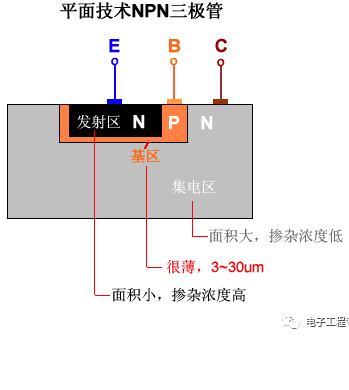 平面技术NPN三极管
E B C
发射区 N P N
基区
集电区
面积大，掺杂浓度低
很薄，3~30um
面积小，掺杂浓度高
电子工程